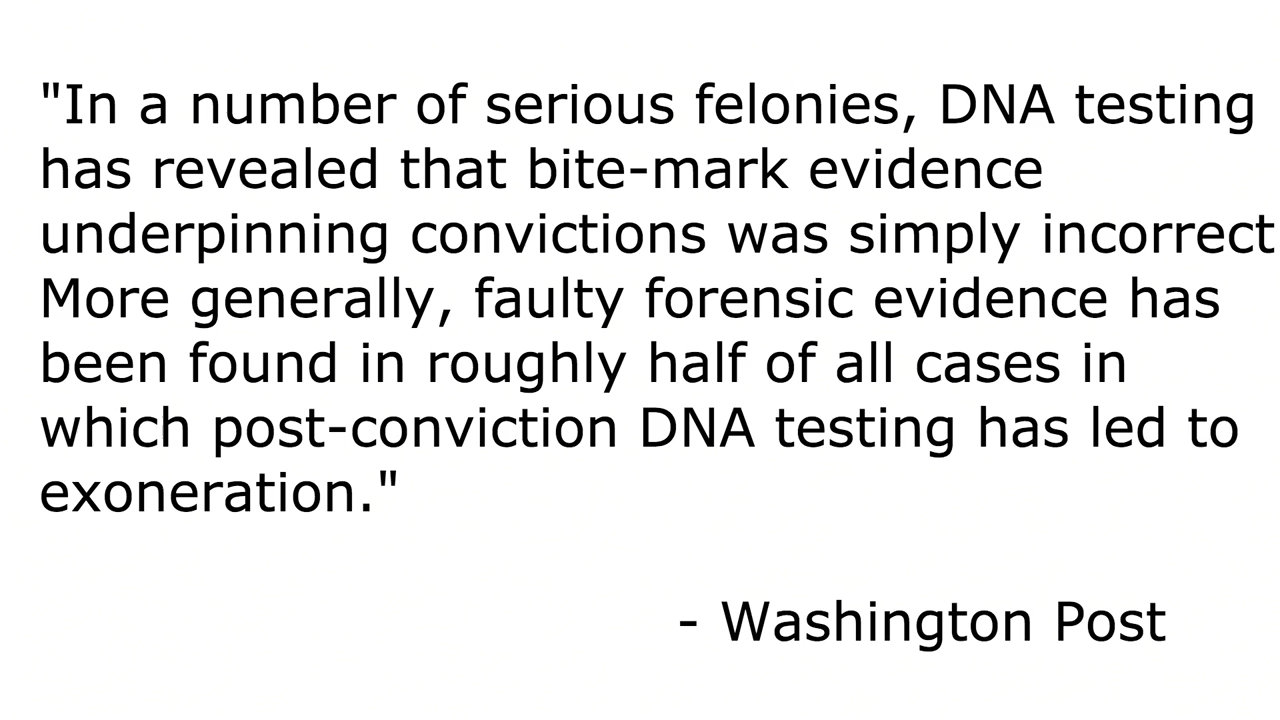 "In a number of serious felonies, DNA testing
has revealed that bite-mark evidence
underpinning convictions was simply incorrect
More generally, faulty forensic evidence has
been found in roughly half of all cases in
which post-conviction DNA testing has led to
exoneration."
- Washington Post